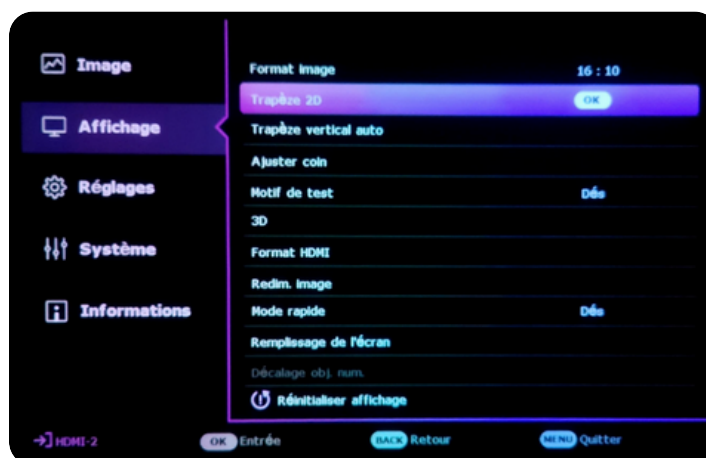 Image
Affichage
Réglages
Système
Informations
Format image 16 : 10
Trapèze 2D OK
Trapèze vertical auto
Ajuster coin
Motif de test Dés
3D
Format HDMI
Redim. image
Mode rapide Dés
Remplissage de l'écran
Décalage obj. num.
Réinitialiser affichage
HDMI-2 OK Entrée BACK Retour MENU Quitter